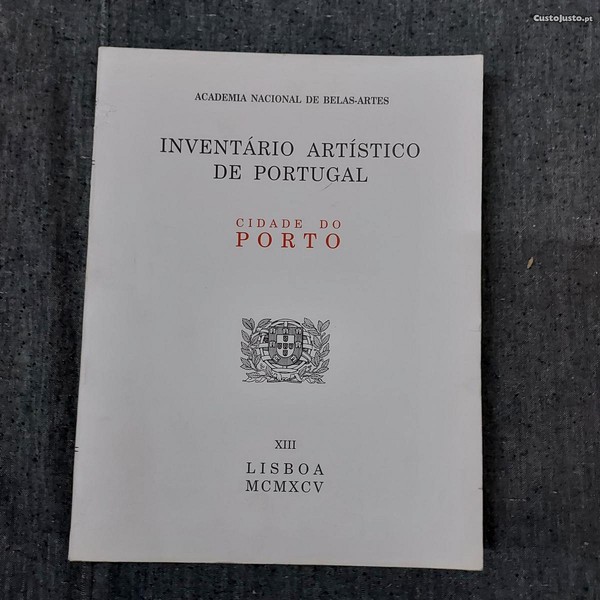 CustoJusto.pt
ACADEMIA NACIONAL DE BELAS-ARTES
INVENTÁRIO ARTÍSTICO
DE PORTUGAL
CIDADE DO
PORTO
XIII
LISBOA
MCMXCV